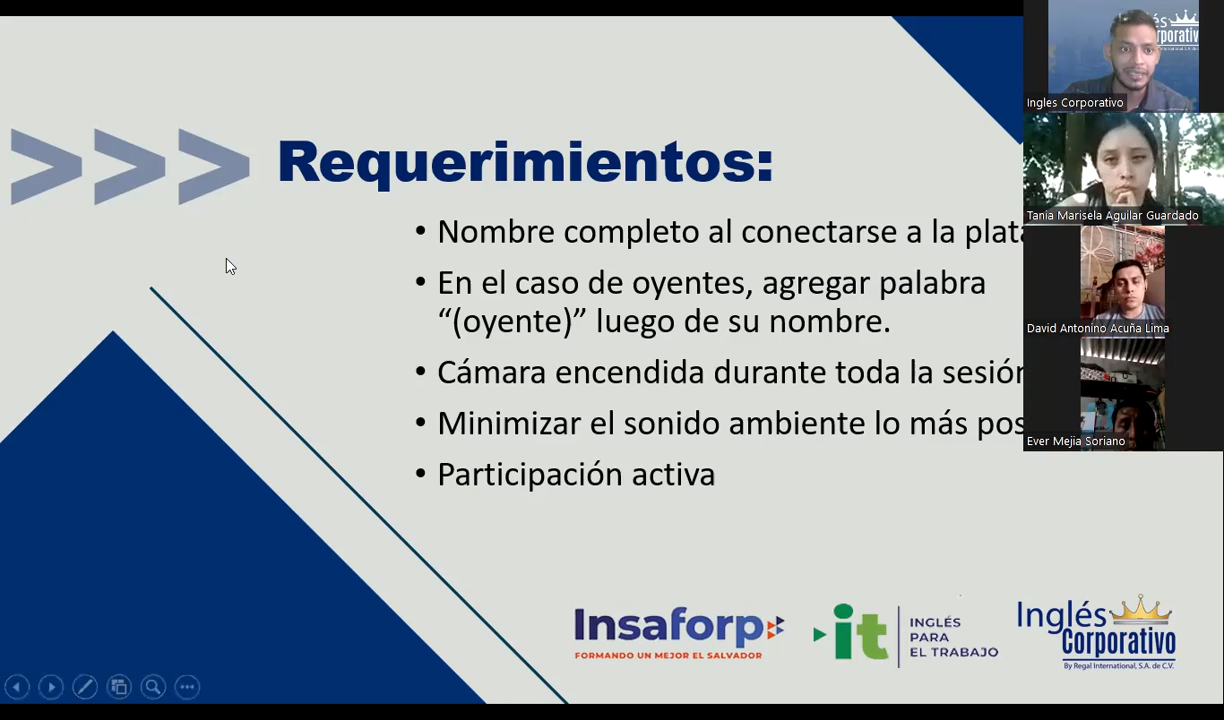 >>> Requerimientos:
• Nombre completo al conectarse a la plata
• En el caso de oyentes, agregar palabra
“(oyente)” luego de su nombre.
• Cámara encendida durante toda la sesión
• Minimizar el sonido ambiente lo más pos
• Participación activa
Insaforp
FORMANDO UN MEJOR EL SALVADOR
it
INGLÉS
PARA
EL TRABAJO
Inglés
Corporativo
By Regal International, S.A. de C.V.
Ingles Corporativo
Tania Marisela Aguilar Guardado
David Antonino Acuña Lima
Ever Mejia Soriano